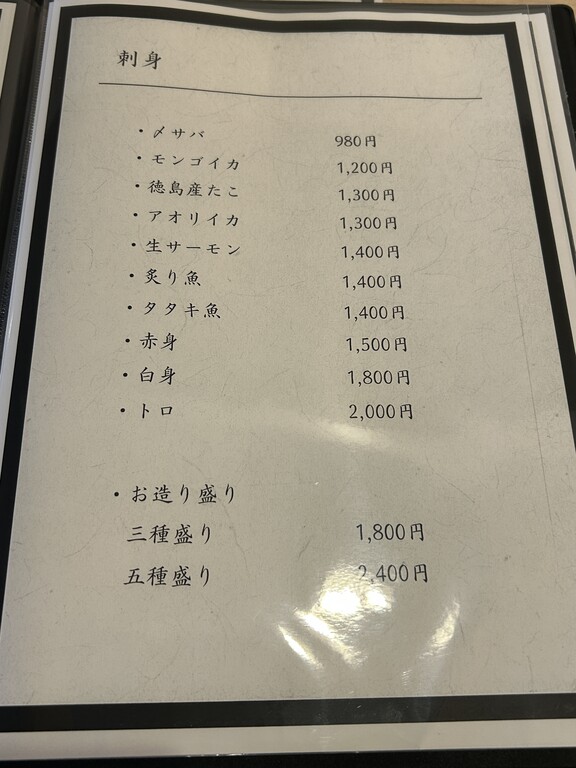 刺身
・〆サバ 980円
・モンゴイカ 1,200円
・徳島産たこ 1,300円
・アオリイカ 1,300円
・生サーモン 1,400円
・炙り魚 1,400円
・タタキ魚 1,400円
・赤身 1,500円
・白身 1,800円
・トロ 2,000円
・お造り盛り
三種盛り 1,800円
五種盛り 2,400円